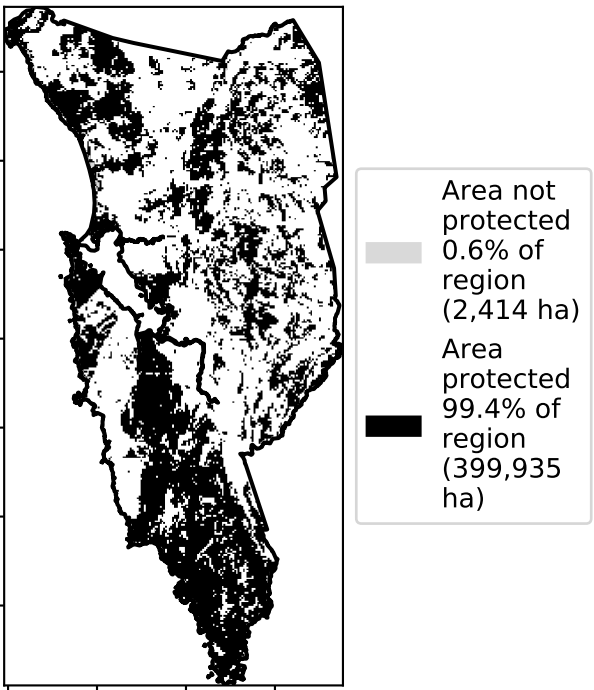 Area not
protected
0.6% of
region
(2,414 ha)
Area
protected
99.4% of
region
(399,935
ha)